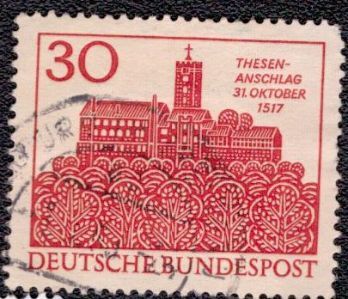 30
THESEN-
ANSCHLAG
31. OKTOBER
1517
DEUTSCHE BUNDESPOST